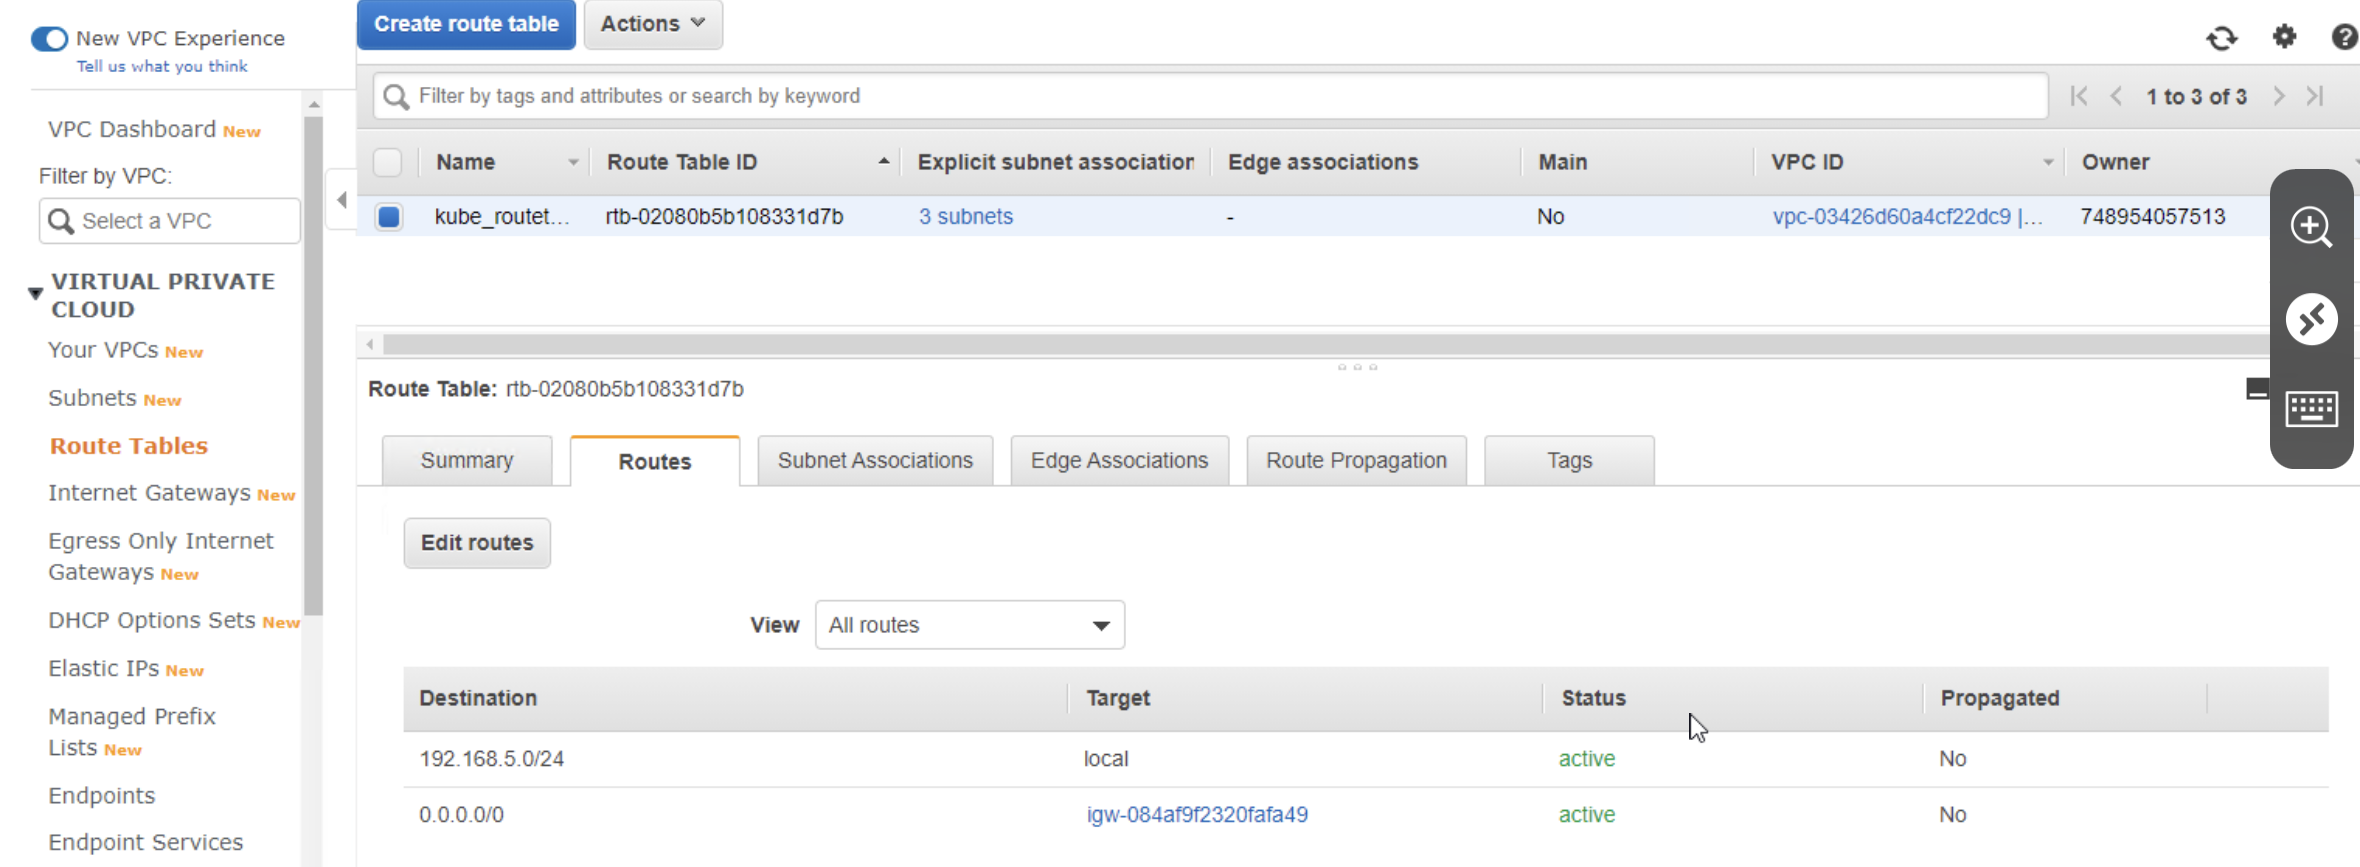 New VPC Experience
Tell us what you think
VPC Dashboard New
Filter by VPC:
Select a VPC
VIRTUAL PRIVATE
CLOUD
Your VPCs New
Subnets New
Route Tables
Internet Gateways New
Egress Only Internet
Gateways New
DHCP Options Sets New
Elastic IPs New
Managed Prefix
Lists New
Endpoints
Endpoint Services
Create route table Actions
Filter by tags and attributes or search by keyword 1 to 3 of 3
Name Route Table ID Explicit subnet association Edge associations Main VPC ID Owner
kube_routet... rtb-02080b5b108331d7b 3 subnets - No vpc-03426d60a4cf22dc9 |... 748954057513
Route Table: rtb-02080b5b108331d7b
Summary Routes Subnet Associations Edge Associations Route Propagation Tags
Edit routes
View All routes
Destination Target Status Propagated
192.168.5.0/24 local active No
0.0.0.0/0 igw-084af9f2320fafa49 active No